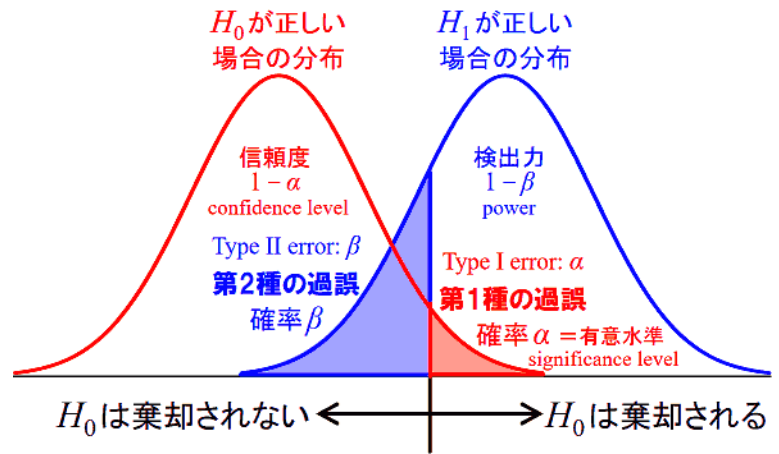 H₀が正しい
場合の分布
H₁が正しい
場合の分布
信頼度
1 − α
confidence level
検出力
1 − β
power
Type II error: β
第2種の過誤
確率 β
Type I error: α
第1種の過誤
確率 α =有意水準
significance level
H₀は棄却されない
H₀は棄却される